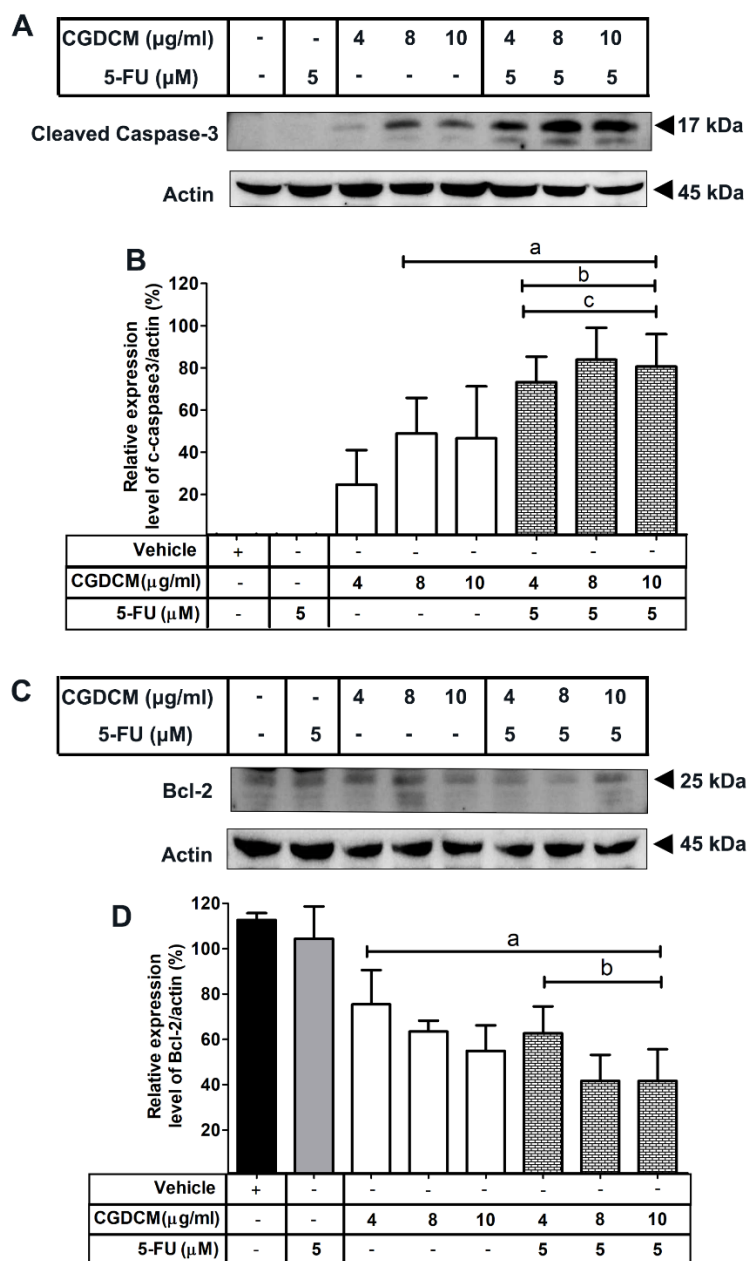 A
CGDCM (µg/ml) - - 4 8 10 4 8 10
5-FU (µM) - 5 - - - 5 5 5
Cleaved Caspase-3 17 kDa
Actin 45 kDa
B
Relative expression
level of c-caspase3/actin (%)
120
100
80
60
40
20
a
b
c
Vehicle + - - - - - - -
CGDCM(µg/ml) - - 4 8 10 4 8 10
5-FU (µM) - 5 - - - 5 5 5
C
CGDCM (µg/ml) - - 4 8 10 4 8 10
5-FU (µM) - 5 - - - 5 5 5
Bcl-2 25 kDa
Actin 45 kDa
D
Relative expression
level of Bcl-2/actin (%)
120
100
80
60
40
20
a
b
Vehicle + - - - - - - -
CGDCM(µg/ml) - - 4 8 10 4 8 10
5-FU (µM) - 5 - - - 5 5 5